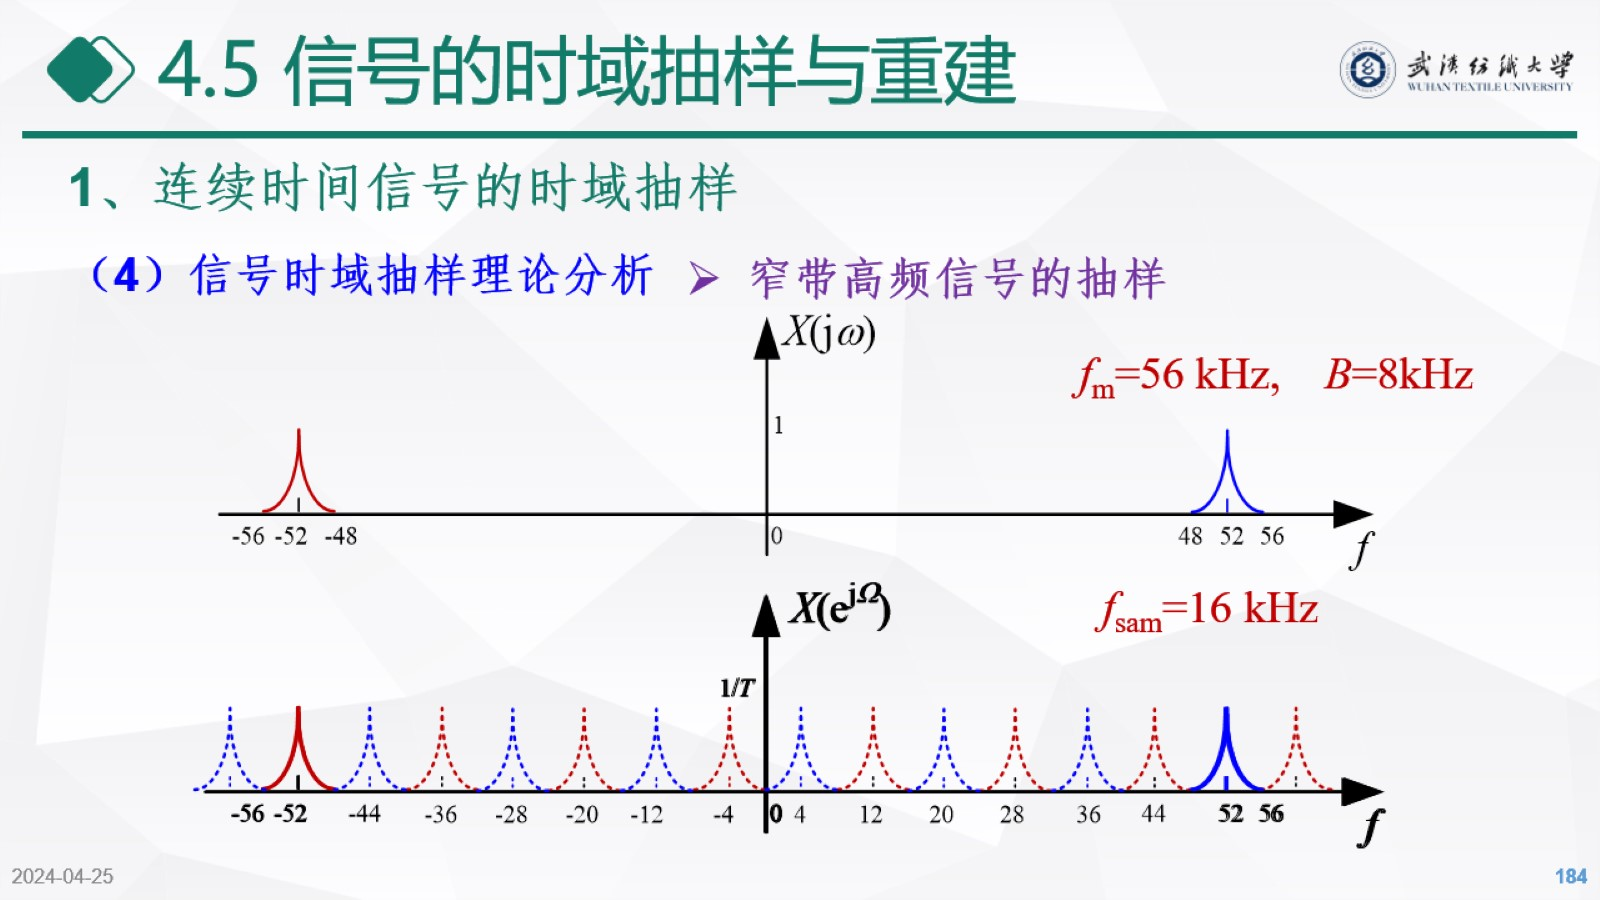 4.5 信号的时域抽样与重建
武汉纺织大学
WUHAN TEXTILE UNIVERSITY
1、连续时间信号的时域抽样
（4）信号时域抽样理论分析 ➢ 窄带高频信号的抽样
X(jω)
fm=56 kHz, B=8kHz
1
-56 -52 -48 0 48 52 56 f
X(e^jΩ)
fsam=16 kHz
1/T
-56 -52 -44 -36 -28 -20 -12 -4 0 4 12 20 28 36 44 52 56 f
2024-04-25 184